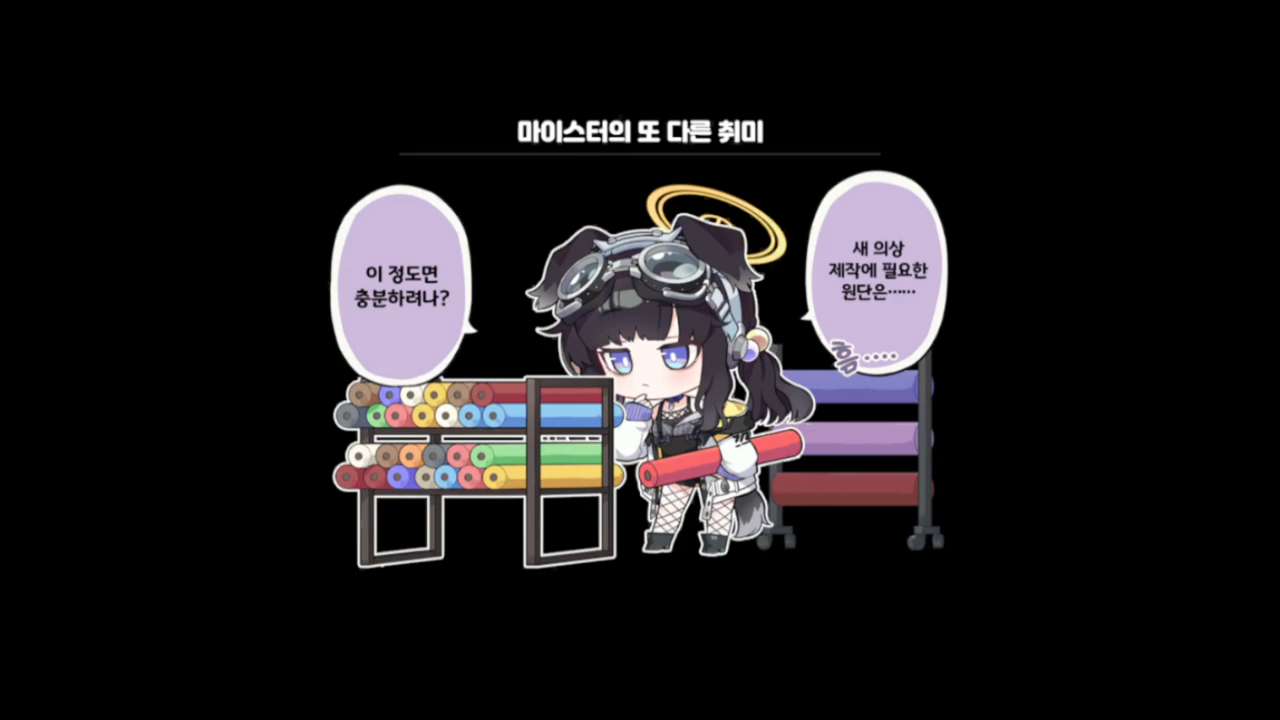 마이스터의 또 다른 취미
이 정도면
충분하려나?
새 의상
제작에 필요한
원단은……
흠....